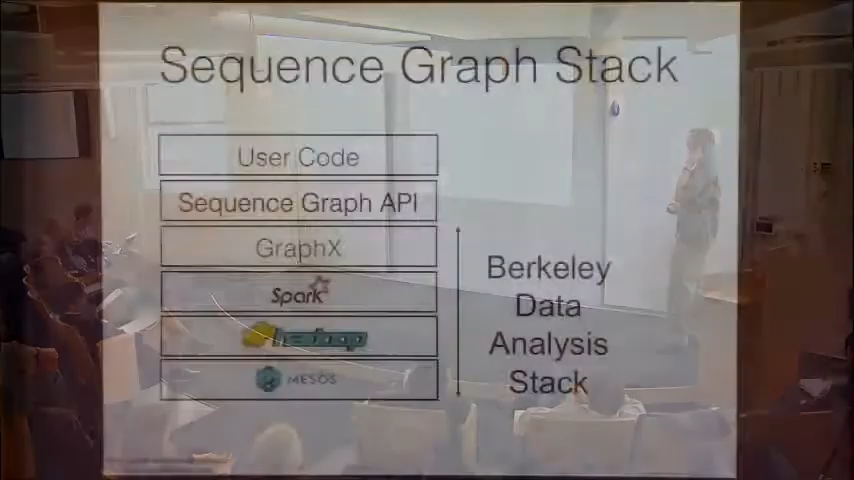 Sequence Graph Stack
User Code
Sequence Graph API
GraphX
Spark
hadoop
MESOS
Berkeley
Data
Analysis
Stack